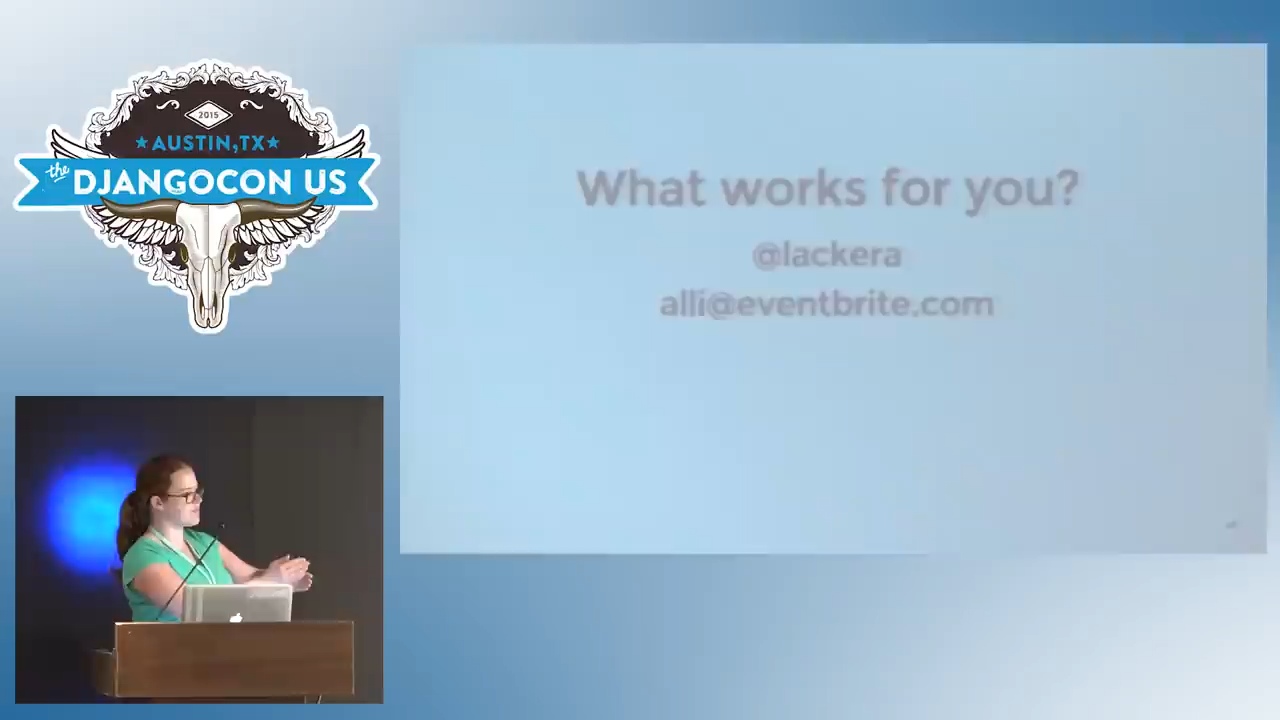 2015
AUSTIN,TX
the
DJANGOCON US
What works for you?
@lackera
alli@eventbrite.com